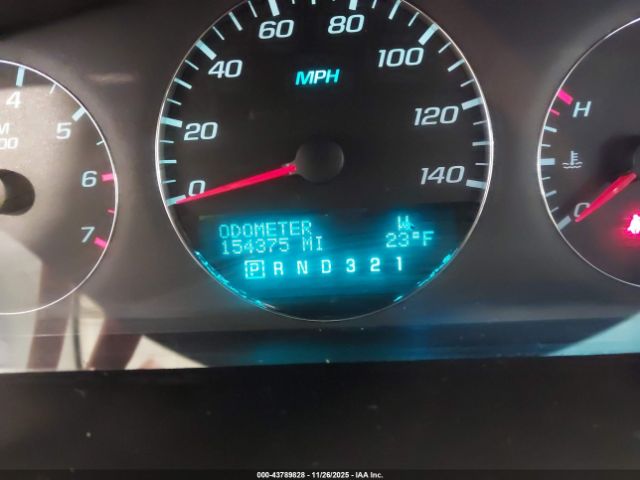 60 80
40 100
MPH
4
5
M
00
20 120
6
0 140
7
H
C
ODOMETER W
154375 MI 23°F
P R N D 3 2 1
000-43789828 - 11/26/2025 - IAA Inc.